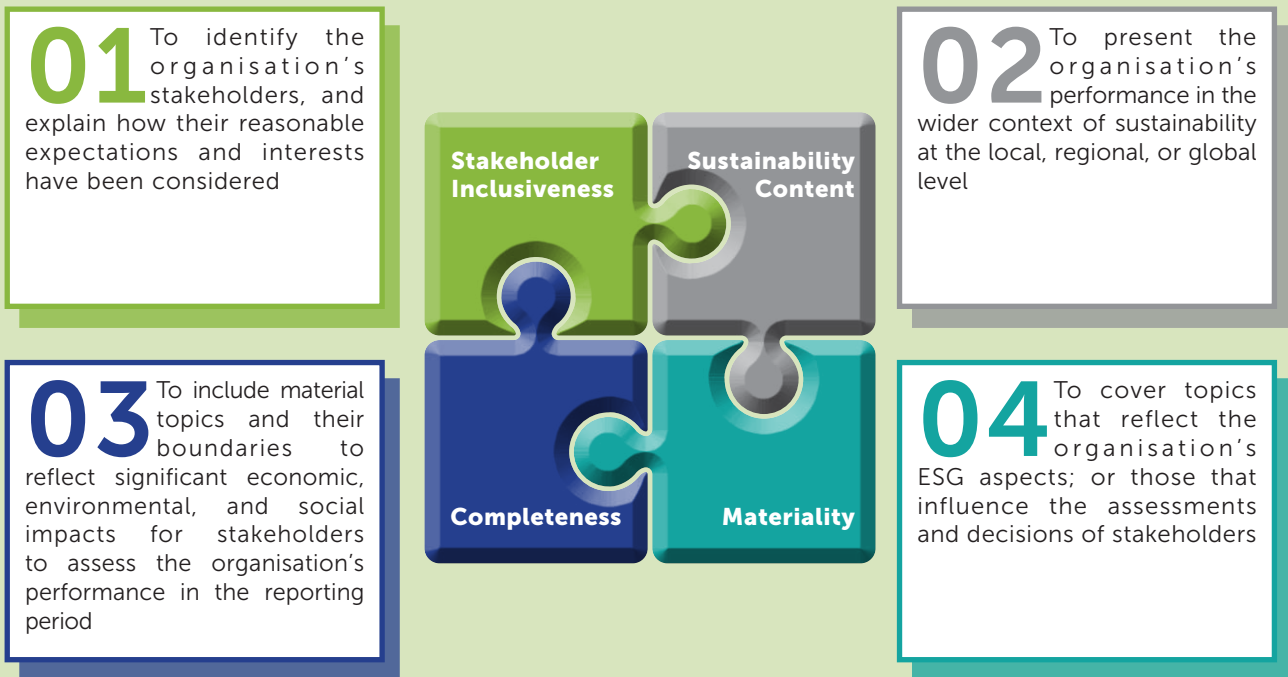 01 To identify the
organisation's
stakeholders, and
explain how their reasonable
expectations and interests
have been considered
Stakeholder
Inclusiveness
Sustainability
Content
02 To present the
organisation's
performance in the
wider context of sustainability
at the local, regional, or global
level
03 To include material
topics and their
boundaries to
reflect significant economic,
environmental, and social
impacts for stakeholders
to assess the organisation's
performance in the reporting
period
Completeness
Materiality
04 To cover topics
that reflect the
organisation's
ESG aspects; or those that
influence the assessments
and decisions of stakeholders